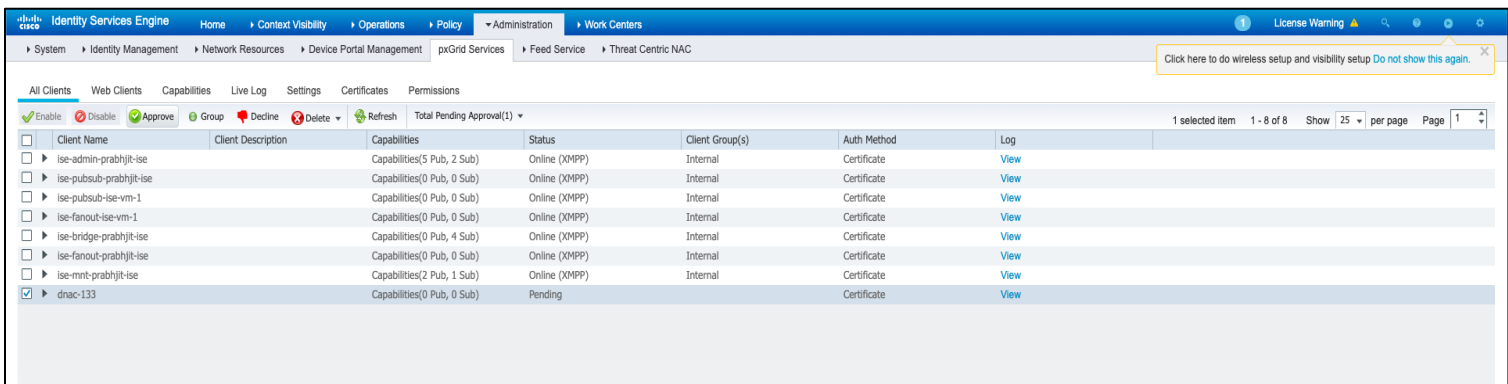 cisco Identity Services Engine Home Context Visibility Operations Policy Administration Work Centers 1 License Warning
System Identity Management Network Resources Device Portal Management pxGrid Services Feed Service Threat Centric NAC
Click here to do wireless setup and visibility setup Do not show this again.
All Clients Web Clients Capabilities Live Log Settings Certificates Permissions
Enable Disable Approve Group Decline Delete Refresh Total Pending Approval(1) 1 selected item 1 - 8 of 8 Show 25 per page Page 1
Client Name Client Description Capabilities Status Client Group(s) Auth Method Log
ise-admin-prabhjit-ise Capabilities(5 Pub, 2 Sub) Online (XMPP) Internal Certificate View
ise-pubsub-prabhjit-ise Capabilities(0 Pub, 0 Sub) Online (XMPP) Internal Certificate View
ise-pubsub-ise-vm-1 Capabilities(0 Pub, 0 Sub) Online (XMPP) Internal Certificate View
ise-fanout-ise-vm-1 Capabilities(0 Pub, 0 Sub) Online (XMPP) Internal Certificate View
ise-bridge-prabhjit-ise Capabilities(0 Pub, 4 Sub) Online (XMPP) Internal Certificate View
ise-fanout-prabhjit-ise Capabilities(0 Pub, 0 Sub) Online (XMPP) Internal Certificate View
ise-mnt-prabhjit-ise Capabilities(2 Pub, 1 Sub) Online (XMPP) Internal Certificate View
dnac-133 Capabilities(0 Pub, 0 Sub) Pending Certificate View